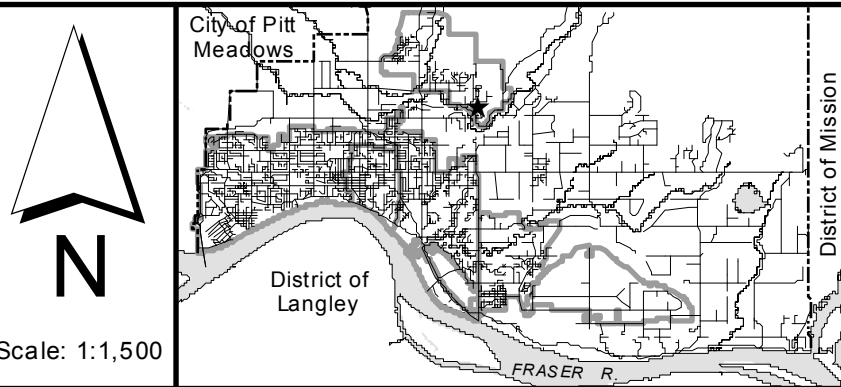 N
Scale: 1:1,500
City of Pitt
Meadows
District of
Langley
FRASER R.
District of Mission